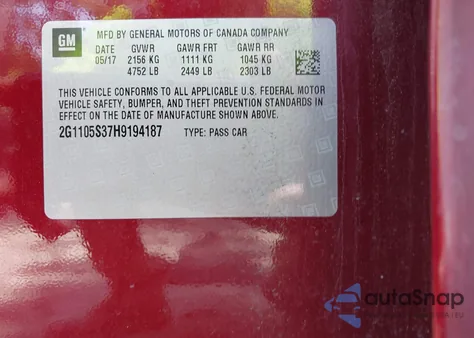 GM
MFD BY GENERAL MOTORS OF CANADA COMPANY
DATE GVWR GAWR FRT GAWR RR
05/17 2156 KG 1111 KG 1045 KG
4752 LB 2449 LB 2303 LB
THIS VEHICLE CONFORMS TO ALL APPLICABLE U.S. FEDERAL MOTOR
VEHICLE SAFETY, BUMPER, AND THEFT PREVENTION STANDARDS IN
EFFECT ON THE DATE OF MANUFACTURE SHOWN ABOVE.
2G1105S37H9194187 TYPE: PASS CAR
autaSnap